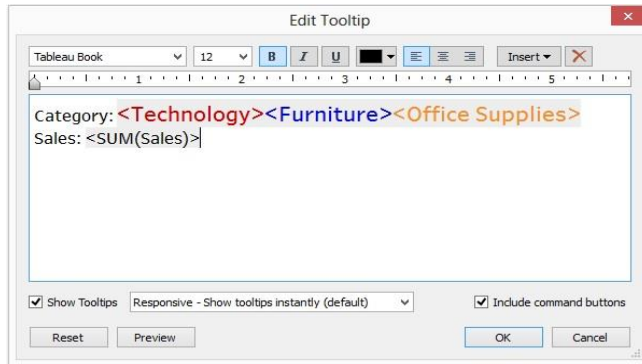 Edit Tooltip
Tableau Book 12 B I U Insert
1 2 3 4 5
Category: <Technology><Furniture><Office Supplies>
Sales: <SUM(Sales)>
Show Tooltips Responsive - Show tooltips instantly (default) Include command buttons
Reset Preview OK Cancel